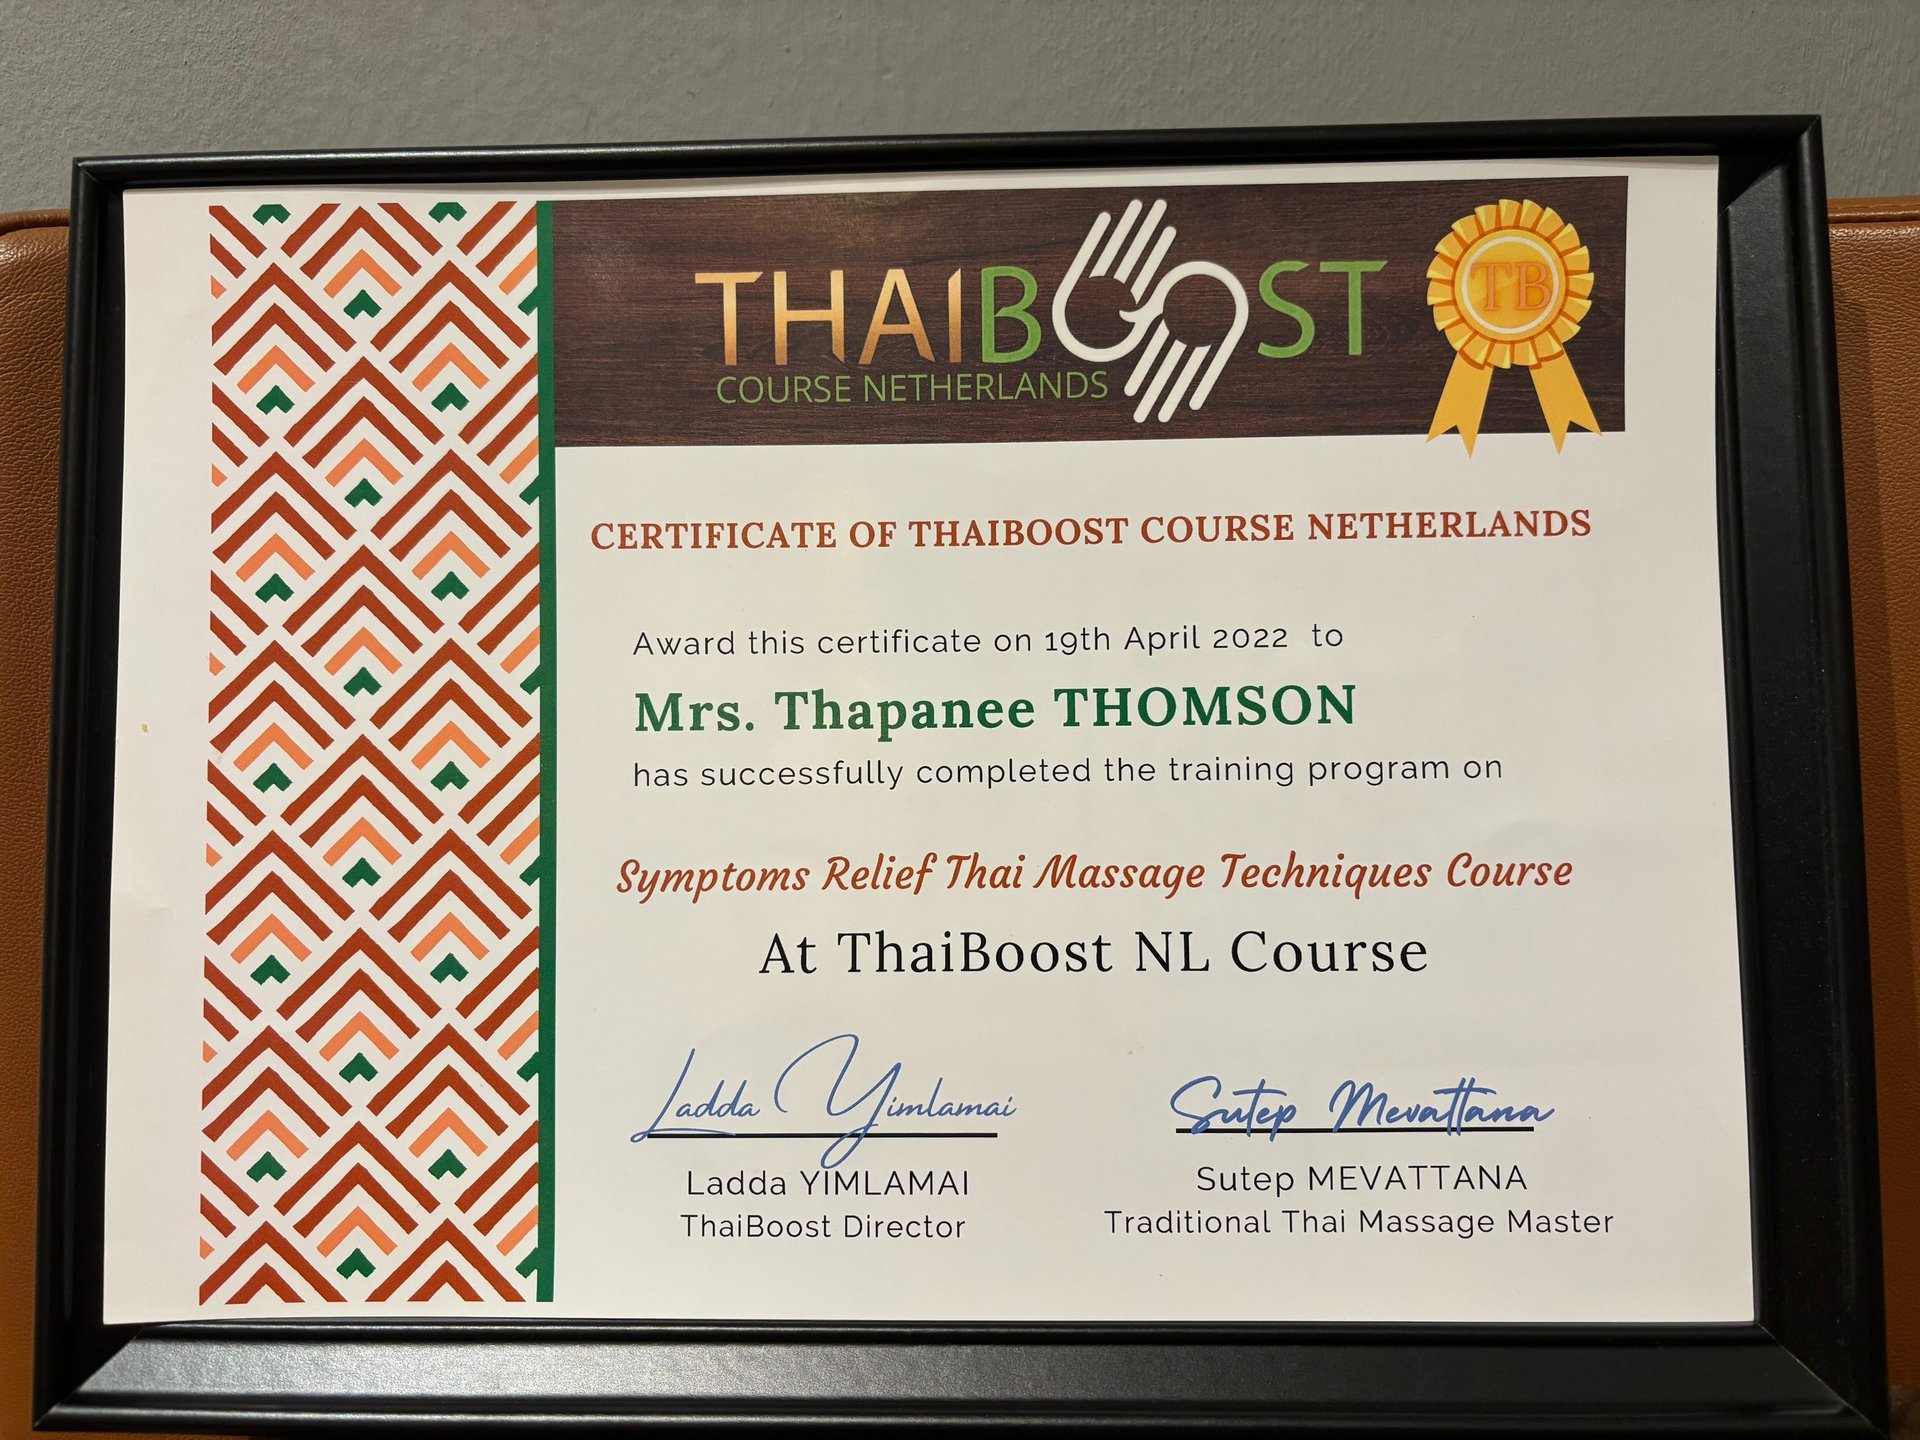 THAIBOOST
COURSE NETHERLANDS
TB
CERTIFICATE OF THAIBOOST COURSE NETHERLANDS
Award this certificate on 19th April 2022 to
Mrs. Thapanee THOMSON
has successfully completed the training program on
Symptoms Relief Thai Massage Techniques Course
At ThaiBoost NL Course
Ladda Yimlamai
Sutep Mevattana
Ladda YIMLAMAI
Sutep MEVATTANA
ThaiBoost Director
Traditional Thai Massage Master